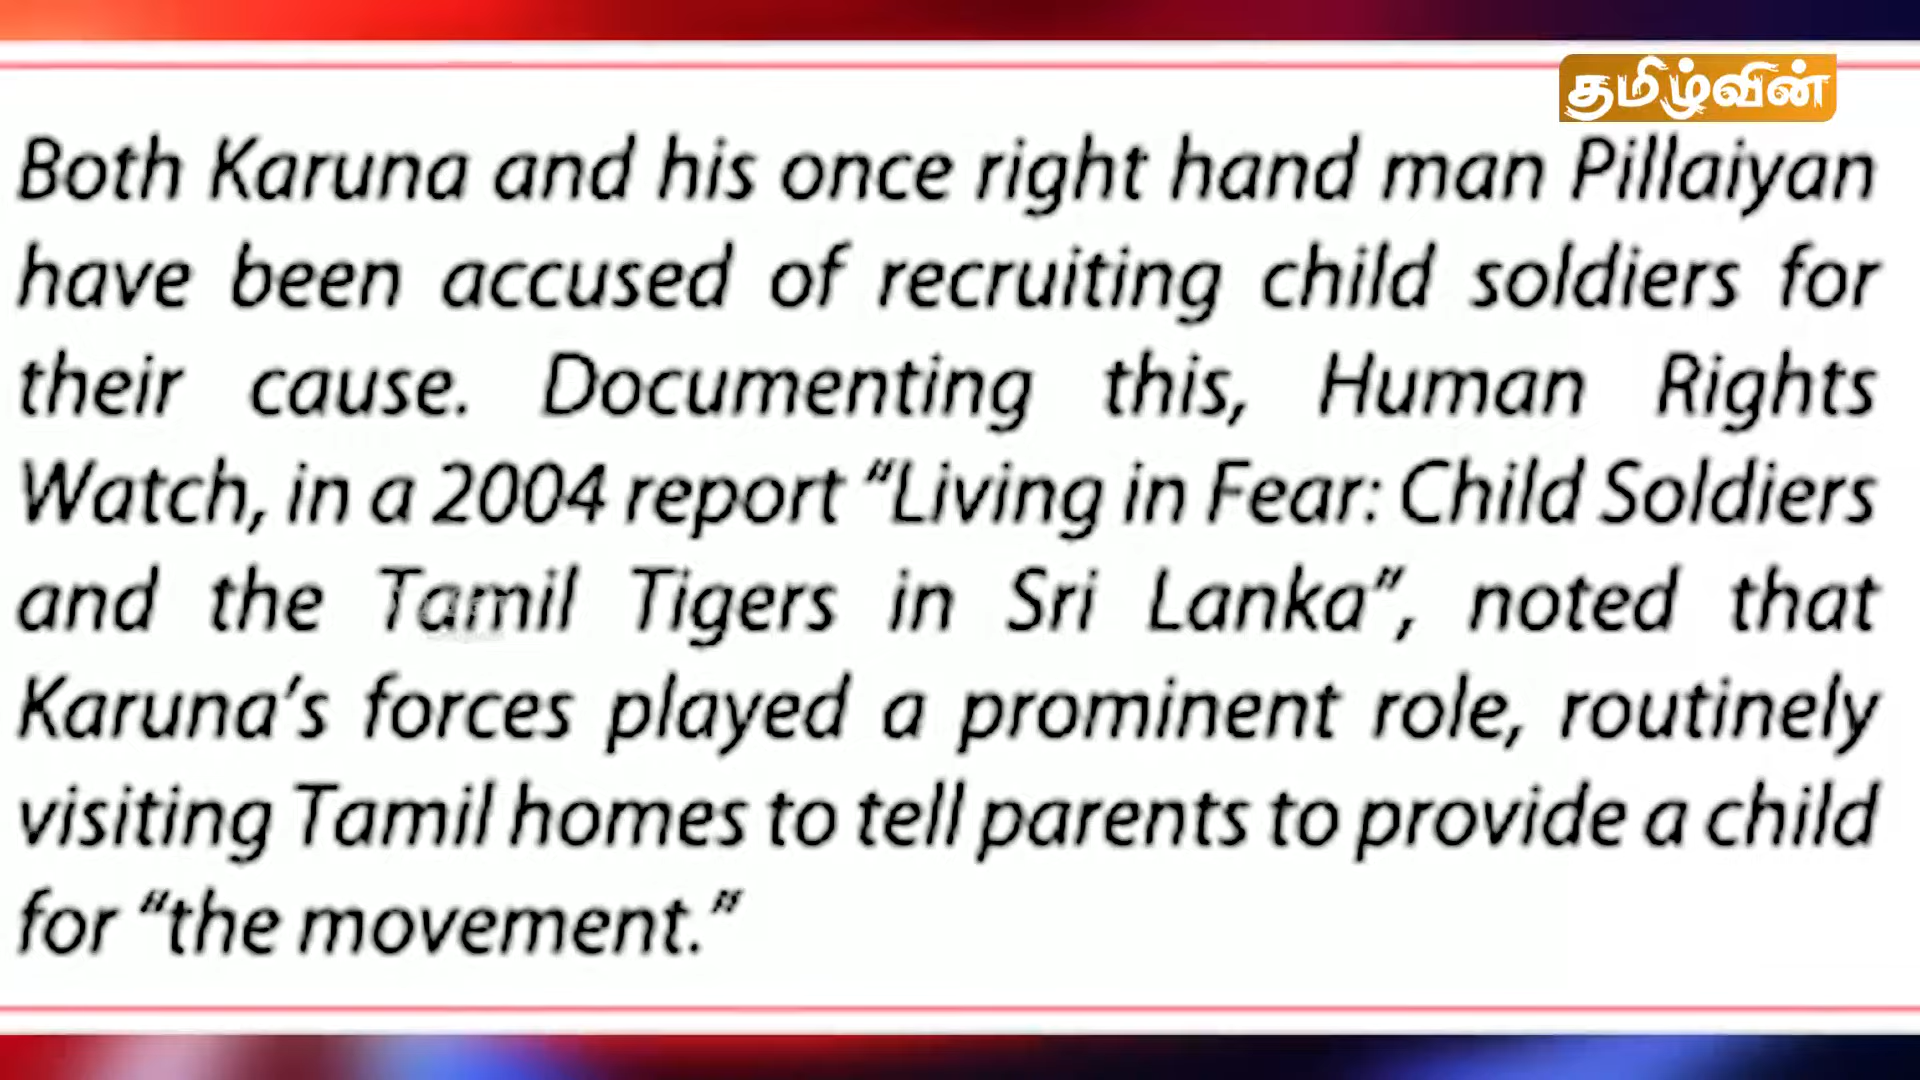 தமிழ்வின்
Both Karuna and his once right hand man Pillaiyan
have been accused of recruiting child soldiers for
their cause. Documenting this, Human Rights
Watch, in a 2004 report “Living in Fear: Child Soldiers
and the Tamil Tigers in Sri Lanka”, noted that
Karuna’s forces played a prominent role, routinely
visiting Tamil homes to tell parents to provide a child
for “the movement.”